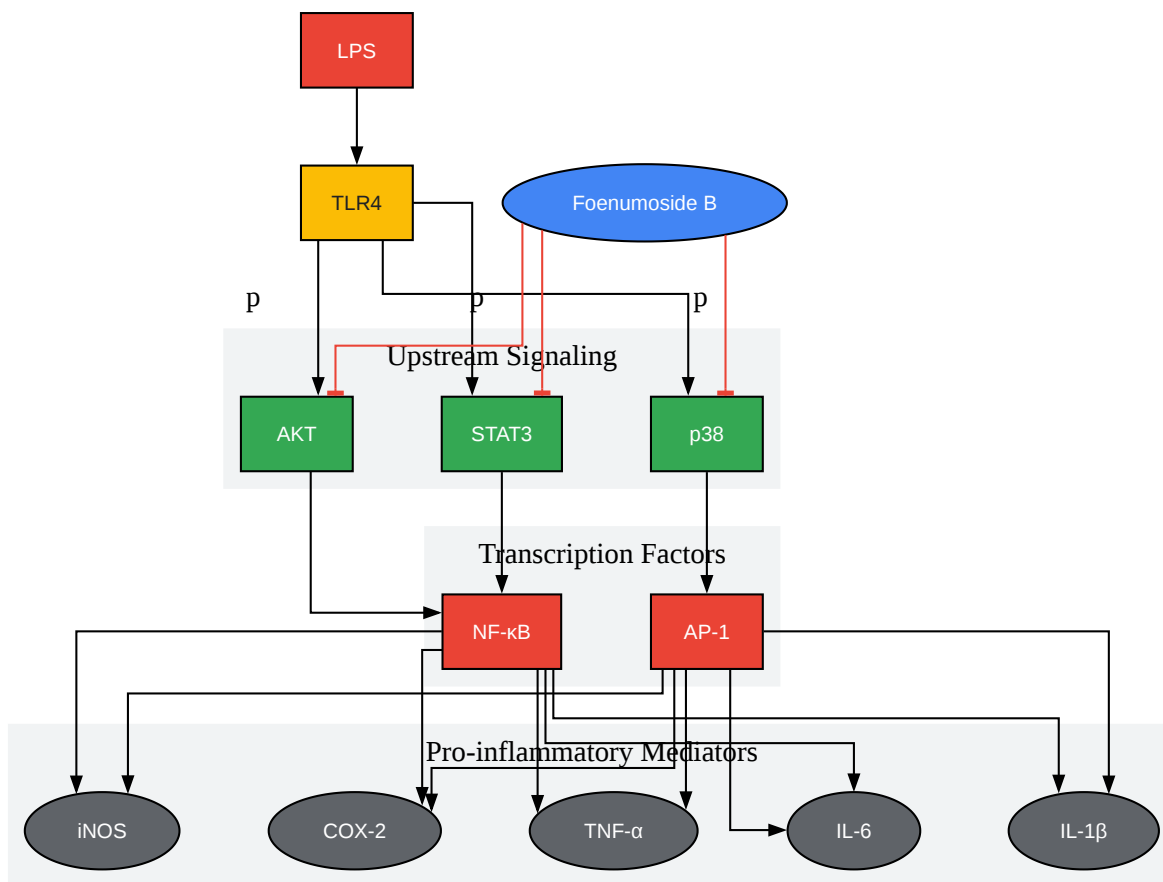 LPS
TLR4
Foenumoside B
p
p
p
Upstream Signaling
AKT
STAT3
p38
Transcription Factors
NF-κB
AP-1
Pro-inflammatory Mediators
iNOS
COX-2
TNF-α
IL-6
IL-1β